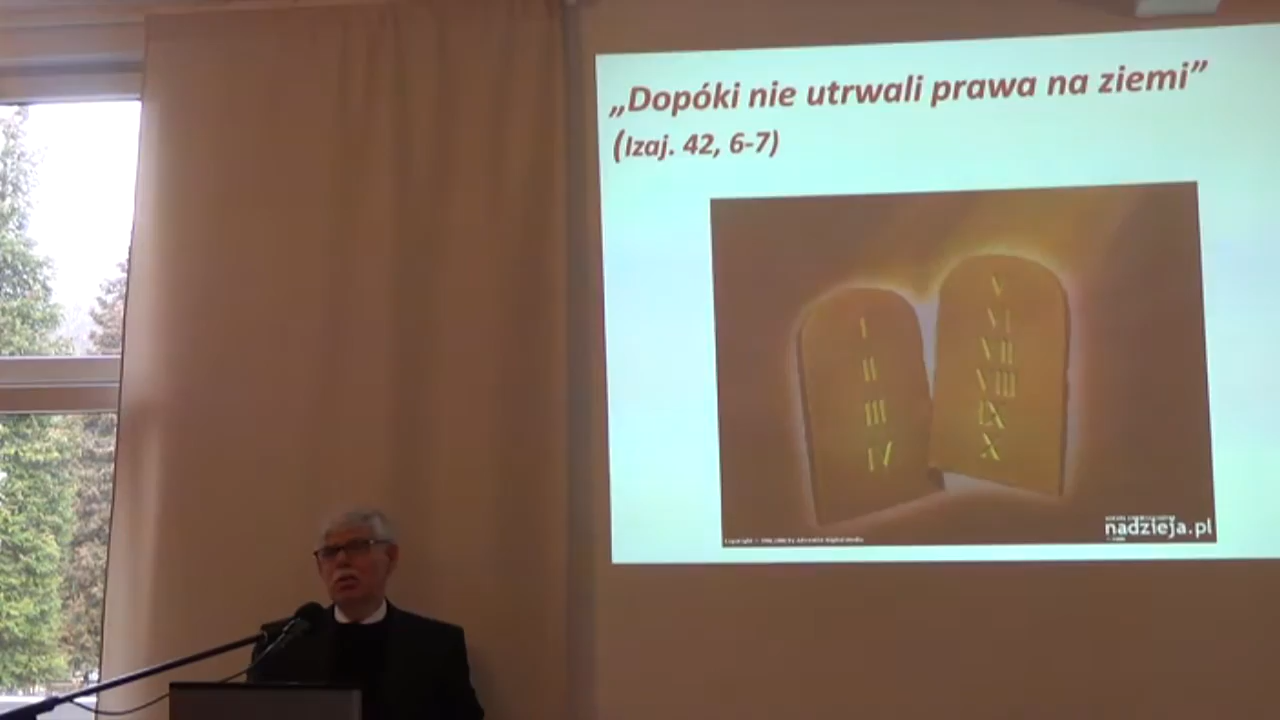 „Dopóki nie utrwali prawa na ziemi”
(Izaj. 42, 6-7)
I
II
III
IV
V
VI
VII
VIII
IX
X
nadzieja.pl